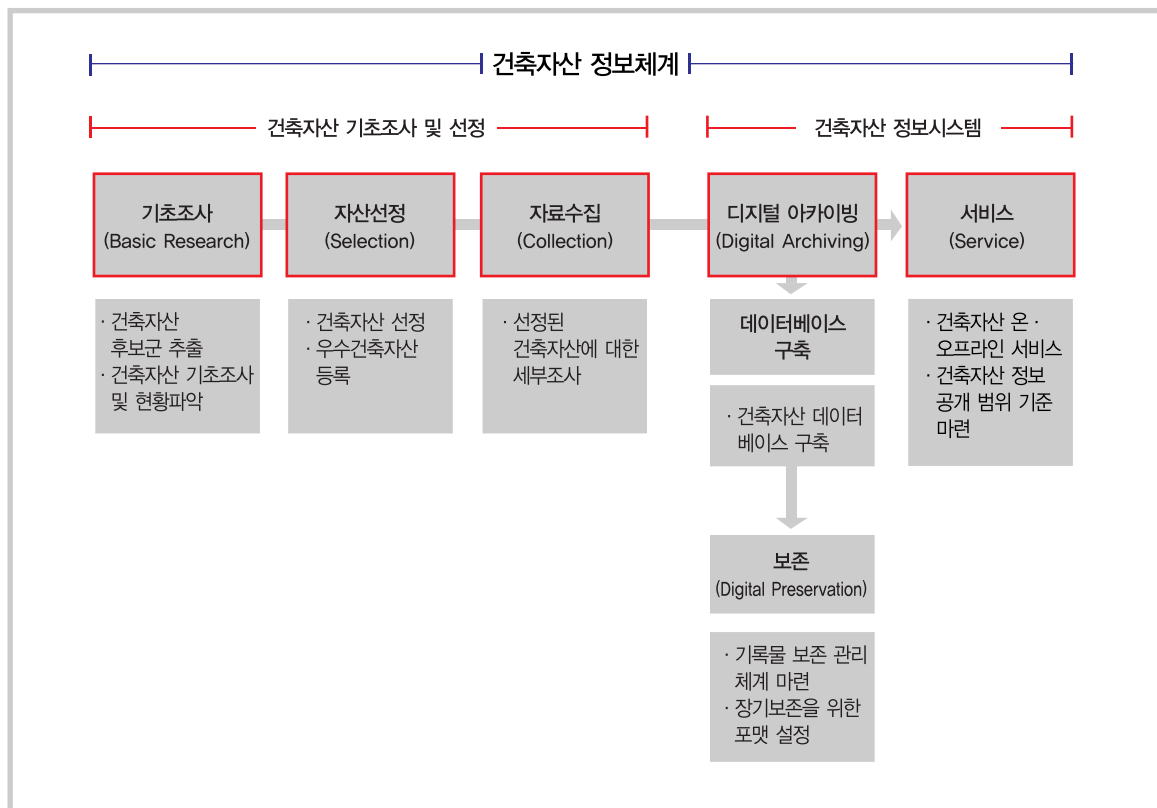 건축자산 정보체계
건축자산 기초조사 및 선정
건축자산 정보시스템
기초조사
(Basic Research)
자산선정
(Selection)
자료수집
(Collection)
디지털 아카이빙
(Digital Archiving)
서비스
(Service)
· 건축자산
후보군 추출
· 건축자산 기초조사
및 현황파악
· 건축자산 선정
· 우수건축자산
등록
· 선정된
건축자산에 대한
세부조사
데이터베이스
구축
· 건축자산 데이터
베이스 구축
보존
(Digital Preservation)
· 기록물 보존 관리
체계 마련
· 장기보존을 위한
포맷 설정
· 건축자산 온 ·
오프라인 서비스
· 건축자산 정보
공개 범위 기준
마련